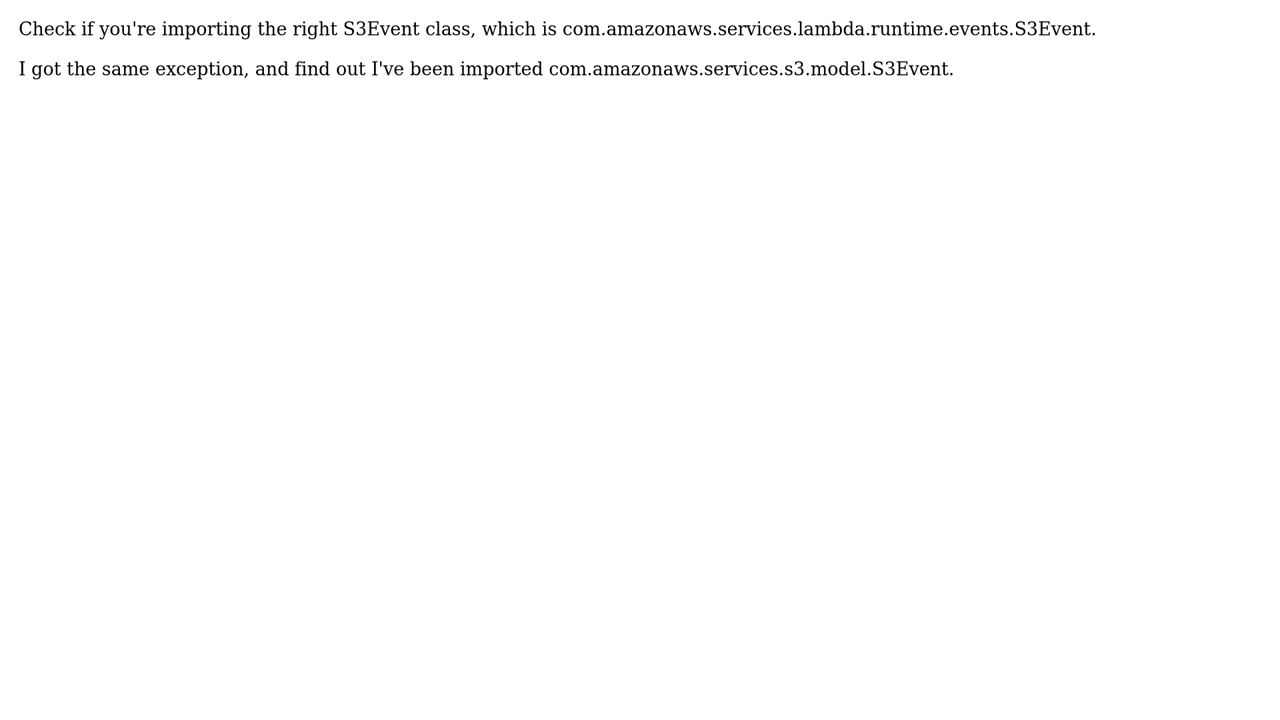 Check if you're importing the right S3Event class, which is com.amazonaws.services.lambda.runtime.events.S3Event.
I got the same exception, and find out I've been imported com.amazonaws.services.s3.model.S3Event.